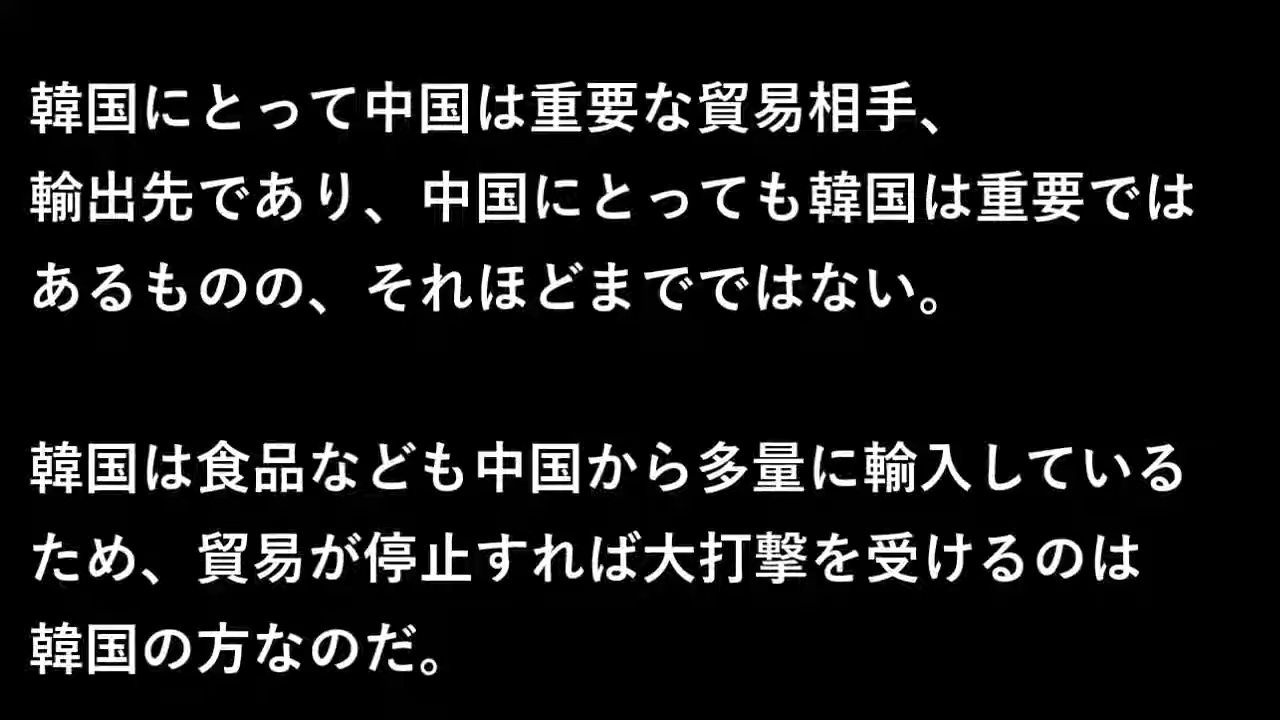 韓国にとって中国は重要な貿易相手、
輸出先であり、中国にとっても韓国は重要では
あるものの、それほどまでではない。
韓国は食品なども中国から多量に輸入している
ため、貿易が停止すれば大打撃を受けるのは
韓国の方なのだ。